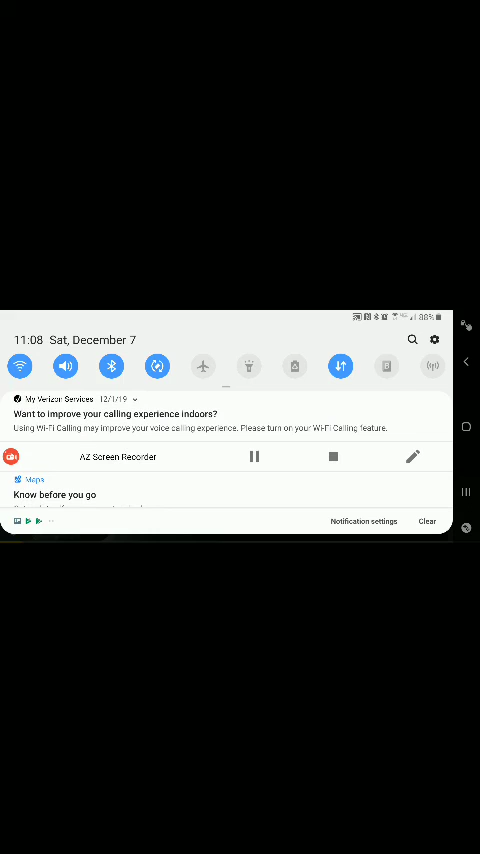 88%
11:08 Sat, December 7
My Verizon Services 12/1/19
Want to improve your calling experience indoors?
Using Wi-Fi Calling may improve your voice calling experience. Please turn on your Wi-Fi Calling feature.
AZ Screen Recorder
Maps
Know before you go
Notification settings Clear